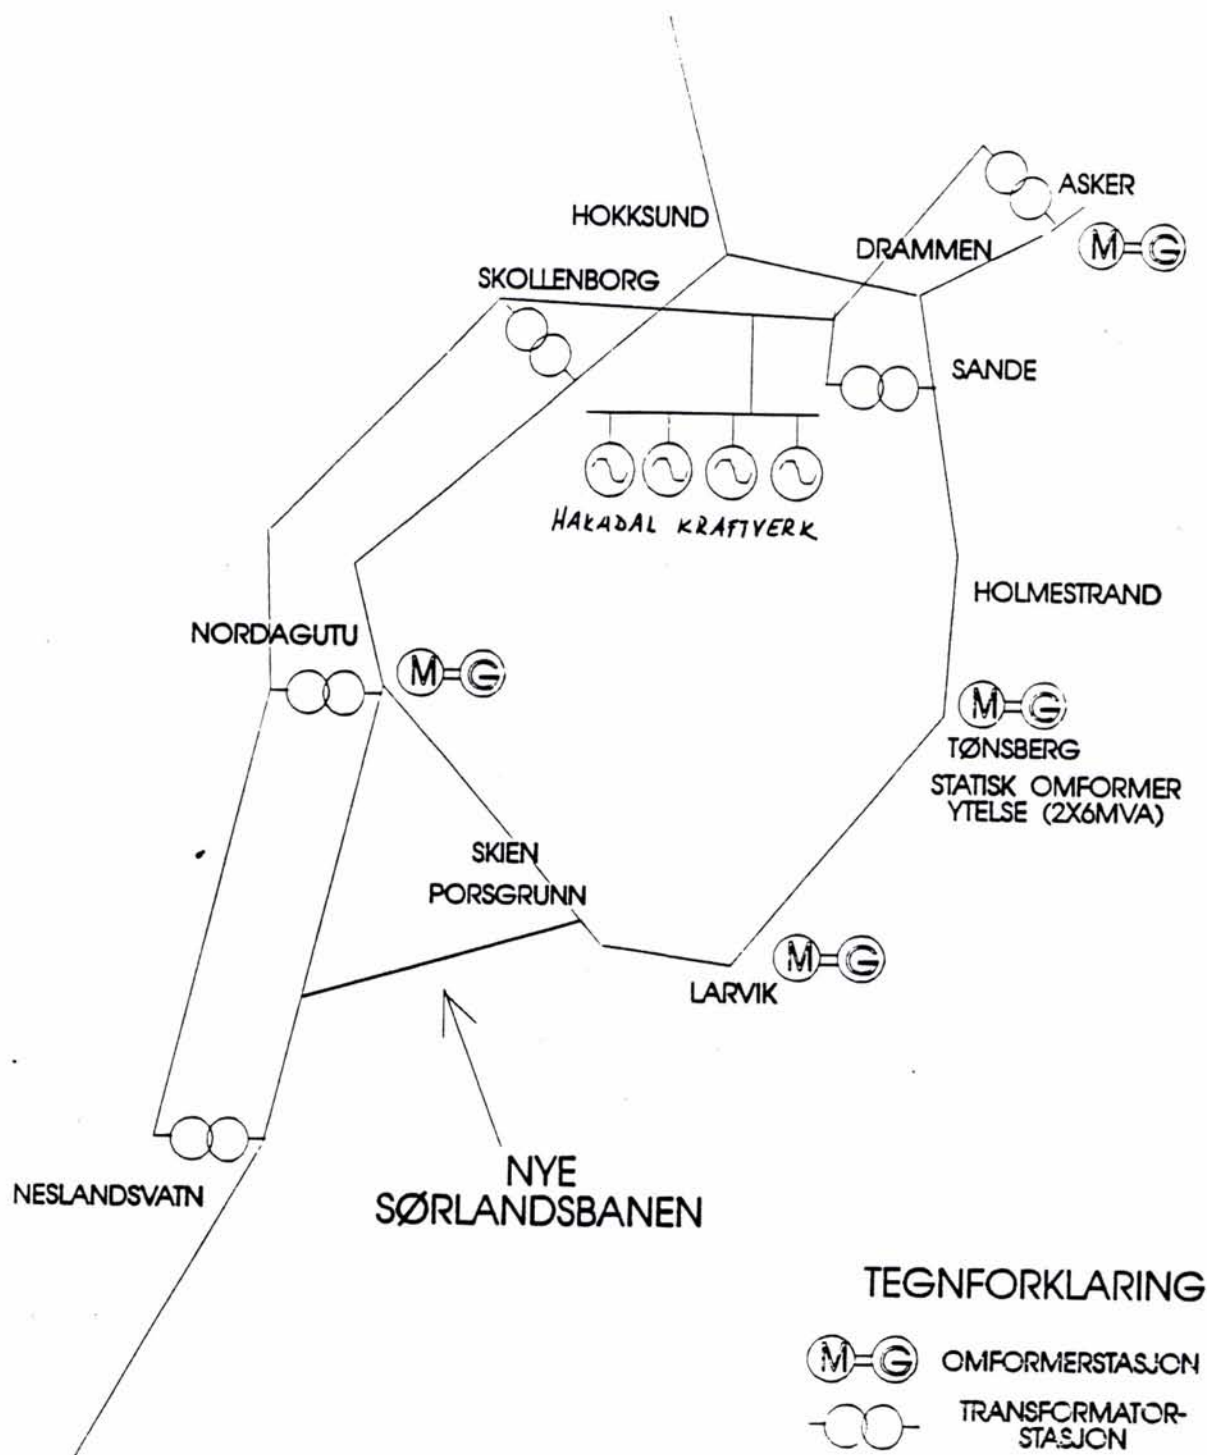 ASKER
HOKKSUND
DRAMMEN
M=G
SKOLLENBORG
SANDE
HAKADAL KRAFTVERK
HOLMESTRAND
NORDAGUTU
M=G
M=G
TØNSBERG
STATISK OMFORMER
YTELSE (2X6MVA)
SKIEN
PORSGRUNN
M=G
LARVIK
NYE
SØRLANDSBANEN
NESLANDSVATN
TEGNFORKLARING
M=G OMFORMERSTASJON
TRANSFORMATOR-
STASJON